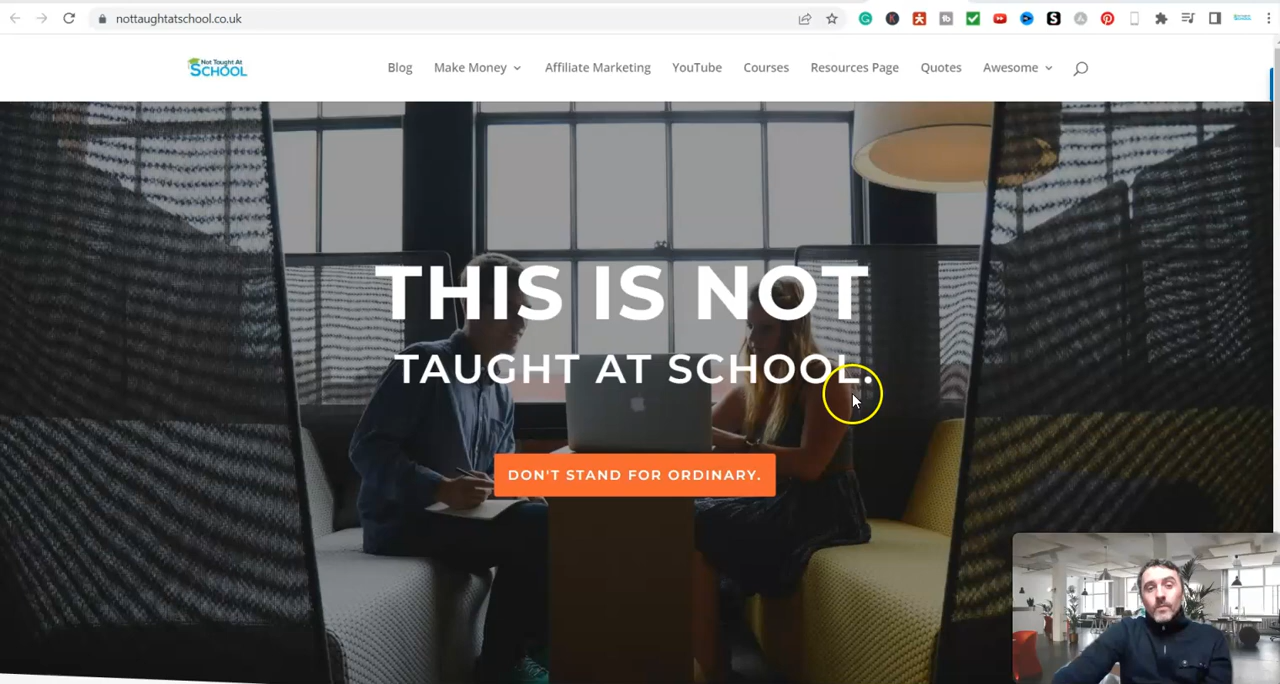 nottaughtatschool.co.uk
Not Taught At
SCHOOL
Blog
Make Money
Affiliate Marketing
YouTube
Courses
Resources Page
Quotes
Awesome
THIS IS NOT
TAUGHT AT SCHOOL.
DON'T STAND FOR ORDINARY.